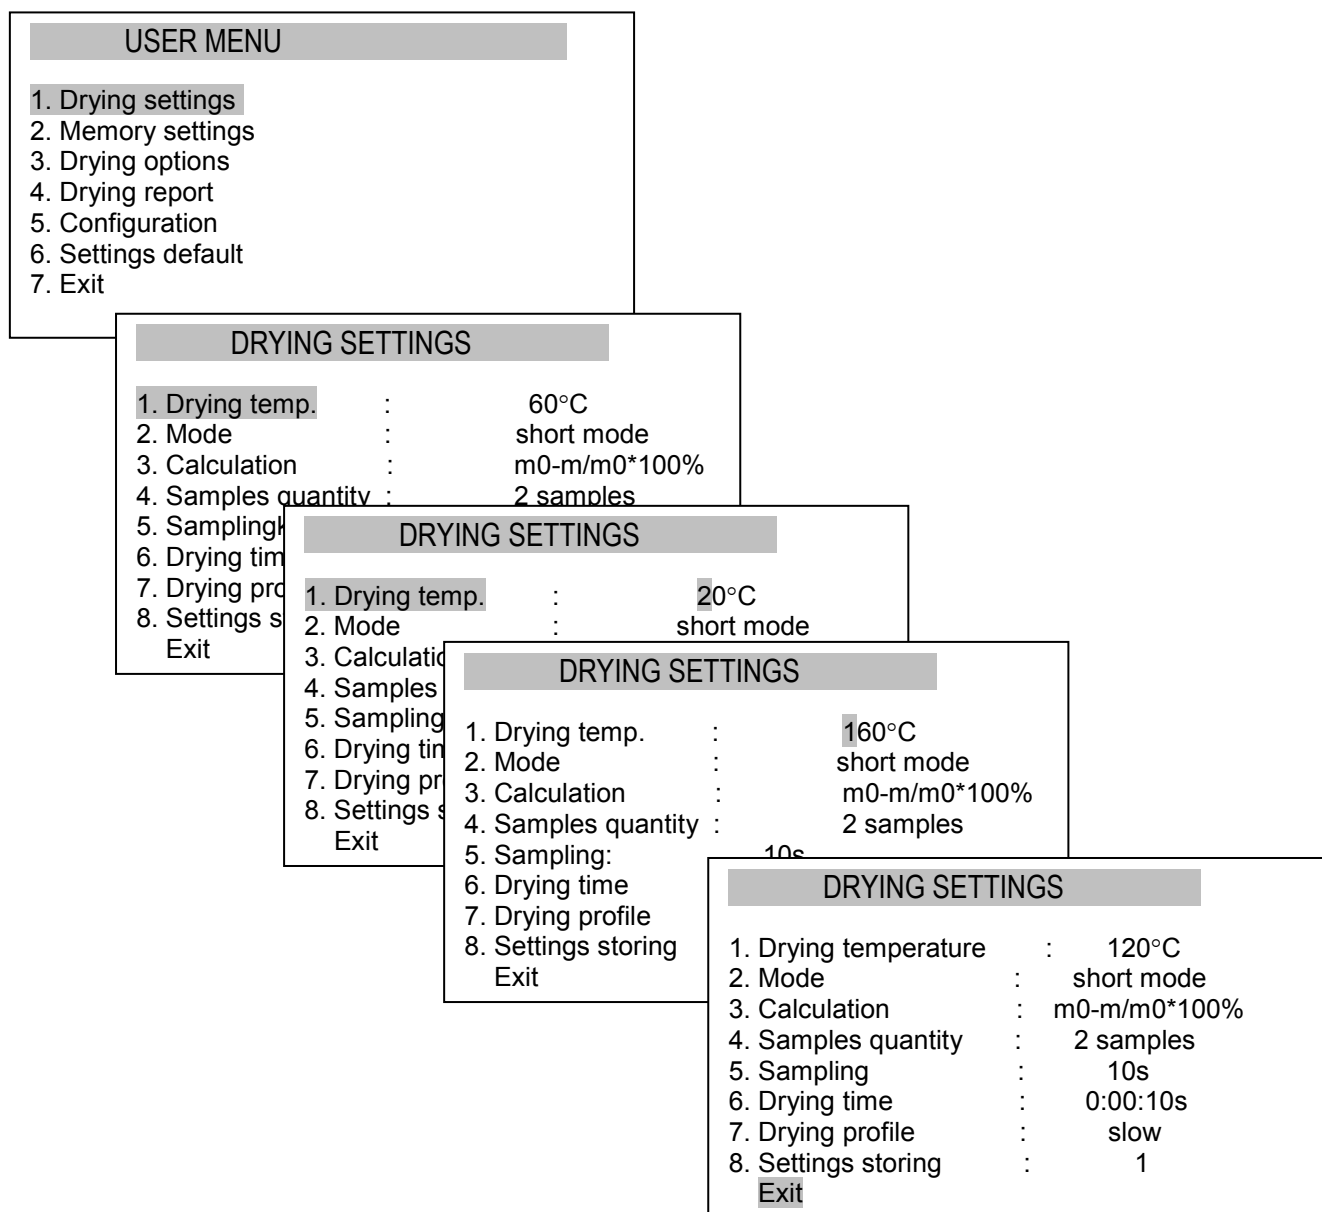 USER MENU
1. Drying settings
2. Memory settings
3. Drying options
4. Drying report
5. Configuration
6. Settings default
7. Exit
DRYING SETTINGS
1. Drying temp. : 60°C
2. Mode : short mode
3. Calculation : m0-m/m0*100%
4. Samples quantity : 2 samples
5. Sampling
6. Drying tim
7. Drying pro
8. Settings s
Exit
DRYING SETTINGS
1. Drying temp. : 20°C
2. Mode : short mode
3. Calculatio
4. Samples
5. Sampling
6. Drying tim
7. Drying pr
8. Settings s
Exit
DRYING SETTINGS
1. Drying temp. : 160°C
2. Mode : short mode
3. Calculation : m0-m/m0*100%
4. Samples quantity : 2 samples
5. Sampling: 10s
6. Drying time
7. Drying profile
8. Settings storing
Exit
DRYING SETTINGS
1. Drying temperature : 120°C
2. Mode : short mode
3. Calculation : m0-m/m0*100%
4. Samples quantity : 2 samples
5. Sampling : 10s
6. Drying time : 0:00:10s
7. Drying profile : slow
8. Settings storing : 1
Exit